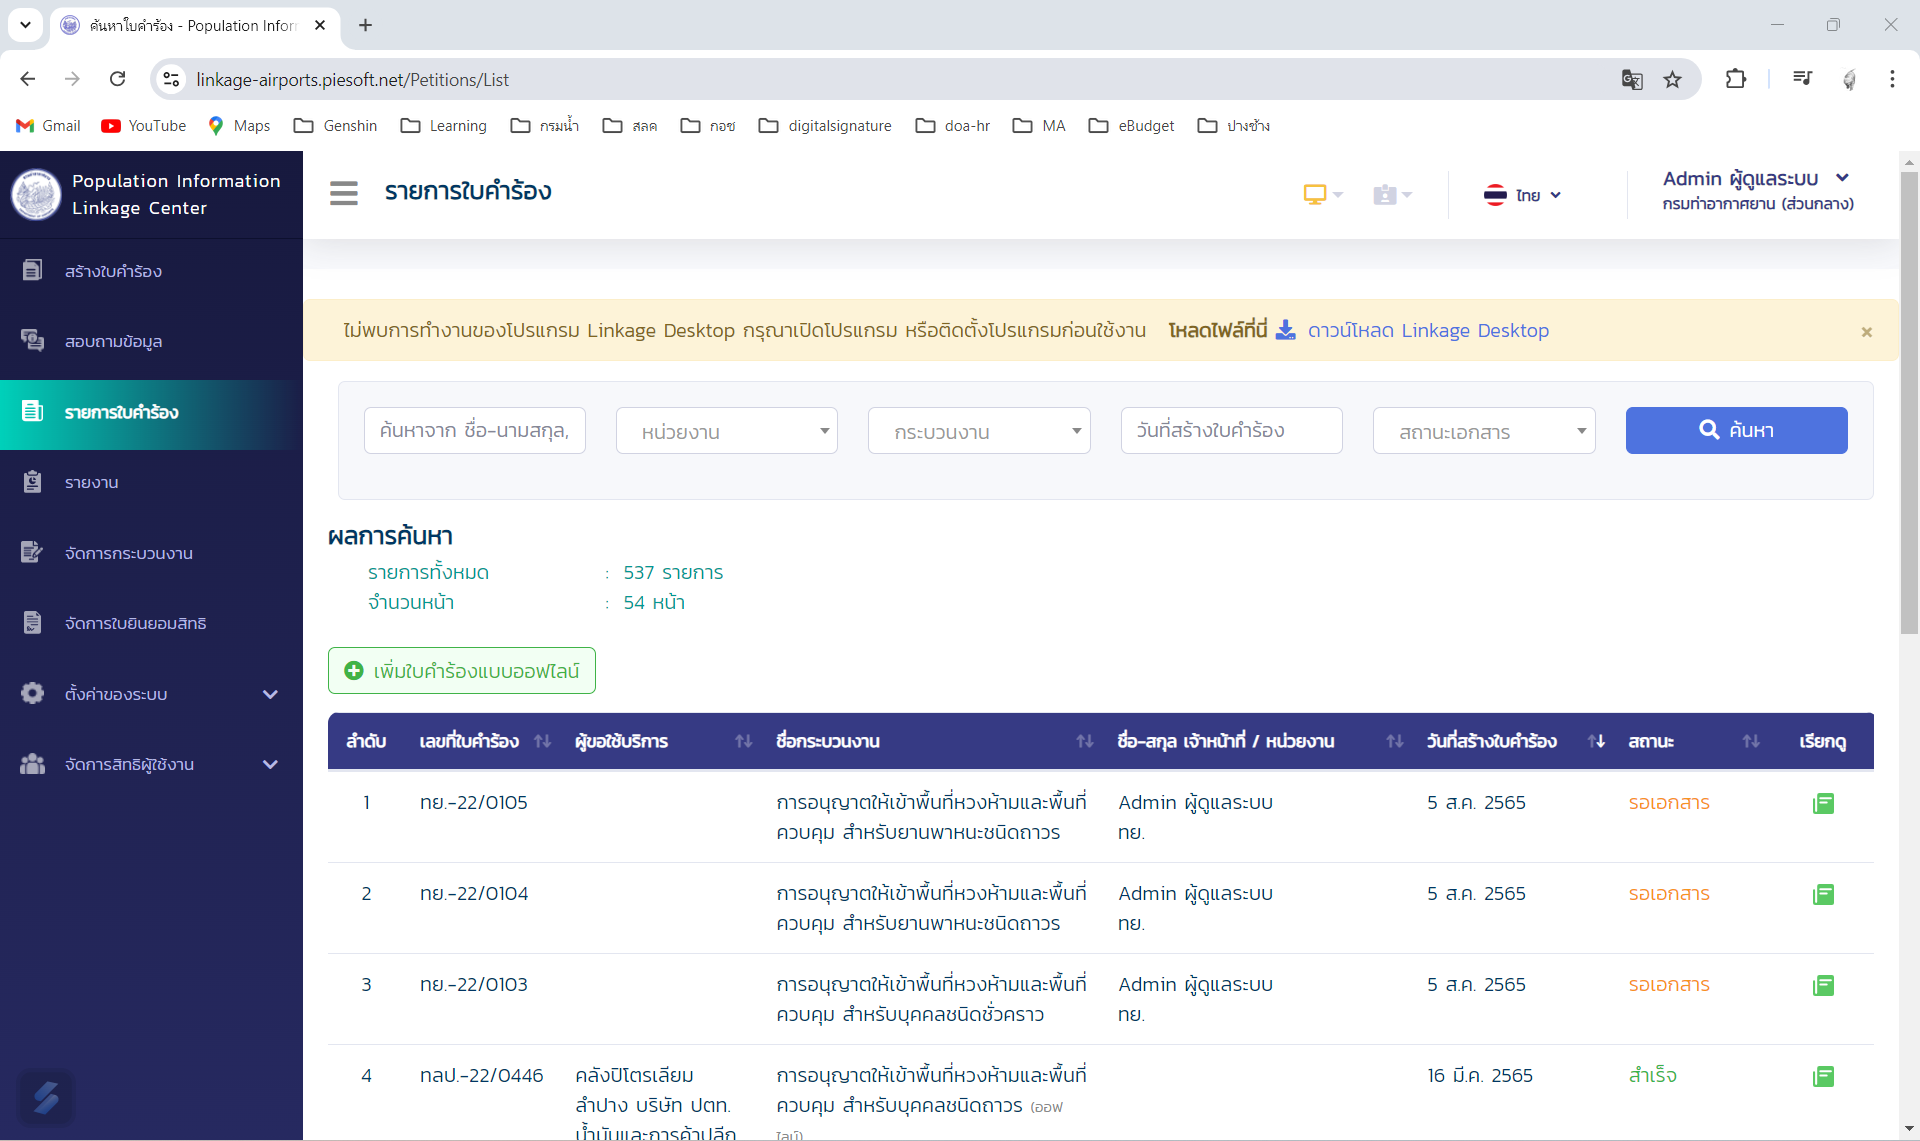 ค้นหาใบคำร้อง - Population Infor
linkage-airports.piesoft.net/Petitions/List
Gmail YouTube Maps Genshin Learning กรมน้ำ สลค กอช digitalsignature doa-hr MA eBudget ปางช้าง
Population Information
Linkage Center
สร้างใบคำร้อง
สอบถามข้อมูล
รายการใบคำร้อง
รายงาน
จัดการกระบวนงาน
จัดการใบยินยอมสิทธิ
ตั้งค่าของระบบ
จัดการสิทธิผู้ใช้งาน
รายการใบคำร้อง
ไทย
Admin ผู้ดูแลระบบ
กรมท่าอากาศยาน (ส่วนกลาง)
ไม่พบการทำงานของโปรแกรม Linkage Desktop กรุณาเปิดโปรแกรม หรือติดตั้งโปรแกรมก่อนใช้งาน โหลดไฟล์ที่นี่ ดาวน์โหลด Linkage Desktop ×
ค้นหาจาก ชื่อ-นามสกุล, หน่วยงาน กระบวนงาน วันที่สร้างใบคำร้อง สถานะเอกสาร ค้นหา
ผลการค้นหา
รายการทั้งหมด : 537 รายการ
จำนวนหน้า : 54 หน้า
เพิ่มใบคำร้องแบบออฟไลน์
ลำดับ เลขที่ใบคำร้อง ผู้ขอใช้บริการ ชื่อกระบวนงาน ชื่อ-สกุล เจ้าหน้าที่ / หน่วยงาน วันที่สร้างใบคำร้อง สถานะ เรียกดู
1 ทย.-22/0105 การอนุญาตให้เข้าพื้นที่หวงห้ามและพื้นที่ Admin ผู้ดูแลระบบ 5 ส.ค. 2565 รอเอกสาร
ควบคุม สำหรับยานพาหนะชนิดถาวร ทย.
2 ทย.-22/0104 การอนุญาตให้เข้าพื้นที่หวงห้ามและพื้นที่ Admin ผู้ดูแลระบบ 5 ส.ค. 2565 รอเอกสาร
ควบคุม สำหรับยานพาหนะชนิดถาวร ทย.
3 ทย.-22/0103 การอนุญาตให้เข้าพื้นที่หวงห้ามและพื้นที่ Admin ผู้ดูแลระบบ 5 ส.ค. 2565 รอเอกสาร
ควบคุม สำหรับบุคคลชนิดชั่วคราว ทย.
4 ทลป.-22/0446 คลังปิโตรเลียม การอนุญาตให้เข้าพื้นที่หวงห้ามและพื้นที่ 16 มี.ค. 2565 สำเร็จ
ลำปาง บริษัท ปตท. ควบคุม สำหรับบุคคลชนิดถาวร (ออฟ
น้ำมันและการค้าปลีก ไลน์)